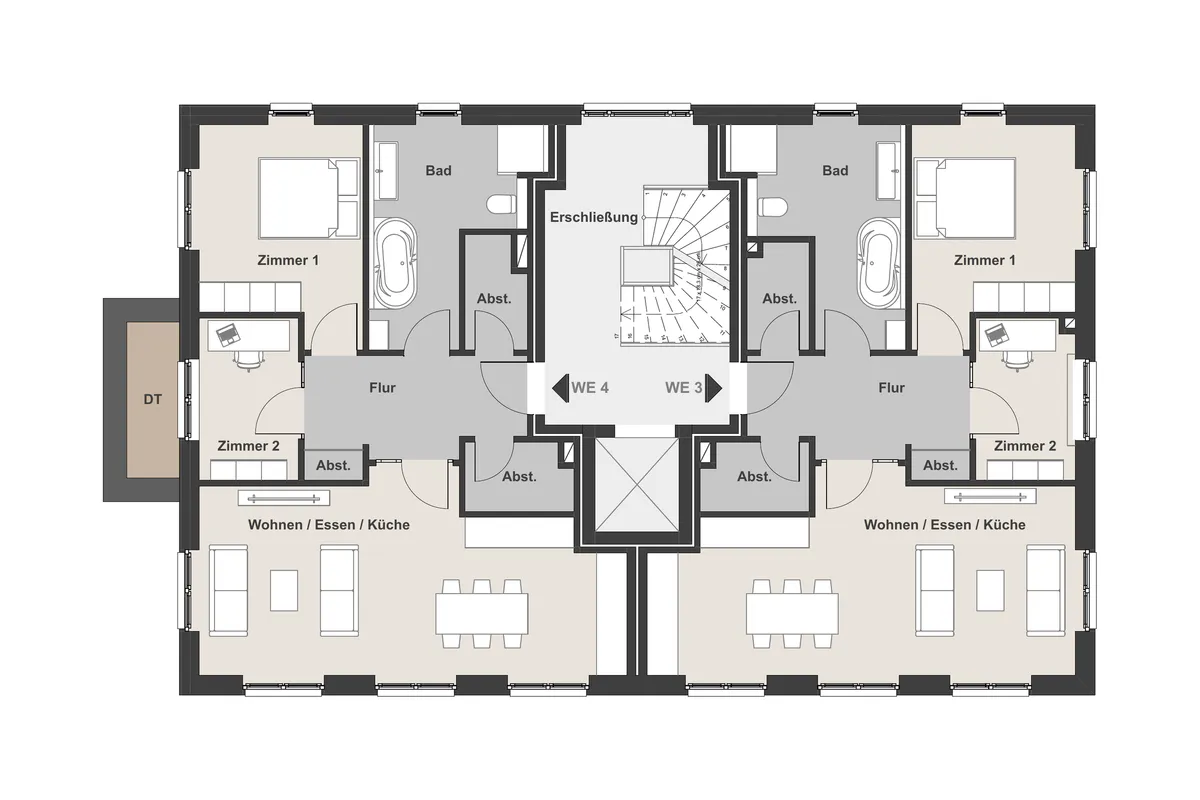 Bad
Bad
Erschließung
Zimmer 1
Zimmer 1
Abst.
Abst.
Flur
WE 4
WE 3
Flur
DT
Zimmer 2
Zimmer 2
Abst.
Abst.
Abst.
Abst.
Wohnen / Essen / Küche
Wohnen / Essen / Küche